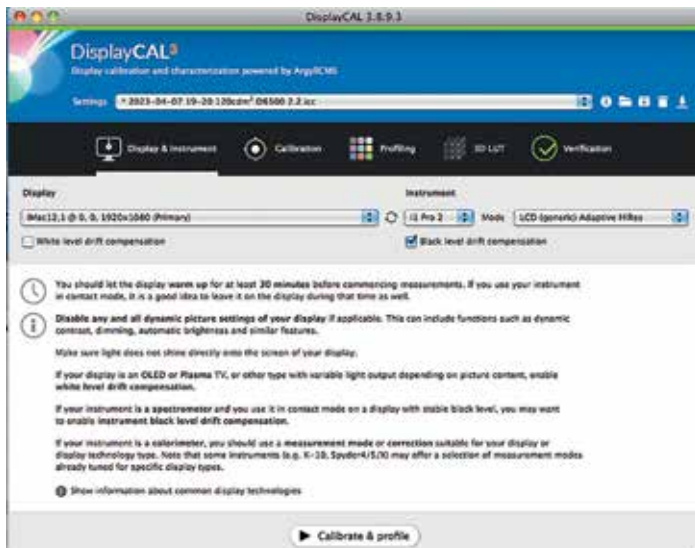 DisplayCAL 3.8.9.3
DisplayCAL3
Display calibration and characterization powered by ArgyllCMS
Settings * 2023-04-07 19-20 120cdm² D6500 2.2.icc
Display & Instrument Calibration Profiling 3D LUT Verification
Display Instrument
iMac12,1 @ 0, 0, 1920x1080 (Primary) i1 Pro 2 Mode LCD (generic) Adaptive HiRes
White level drift compensation Black level drift compensation
You should let the display warm up for at least 30 minutes before commencing measurements. If you use your instrument
in contact mode, it is a good idea to leave it on the display during that time as well.
Disable any and all dynamic picture settings of your display if applicable. This can include functions such as dynamic
contrast, dimming, automatic brightness and similar features.
Make sure light does not shine directly onto the screen of your display.
If your display is an OLED or Plasma TV, or other type with variable light output depending on picture content, enable
white level drift compensation.
If your instrument is a spectrometer and you use it in contact mode on a display with stable black level, you may want
to enable instrument black level drift compensation.
If your instrument is a colorimeter, you should use a measurement mode or correction suitable for your display or
display technology type. Note that some instruments (e.g. K-10, Spyder4/5/X) may offer a selection of measurement modes
already tuned for specific display types.
Show information about common display technologies
Calibrate & profile